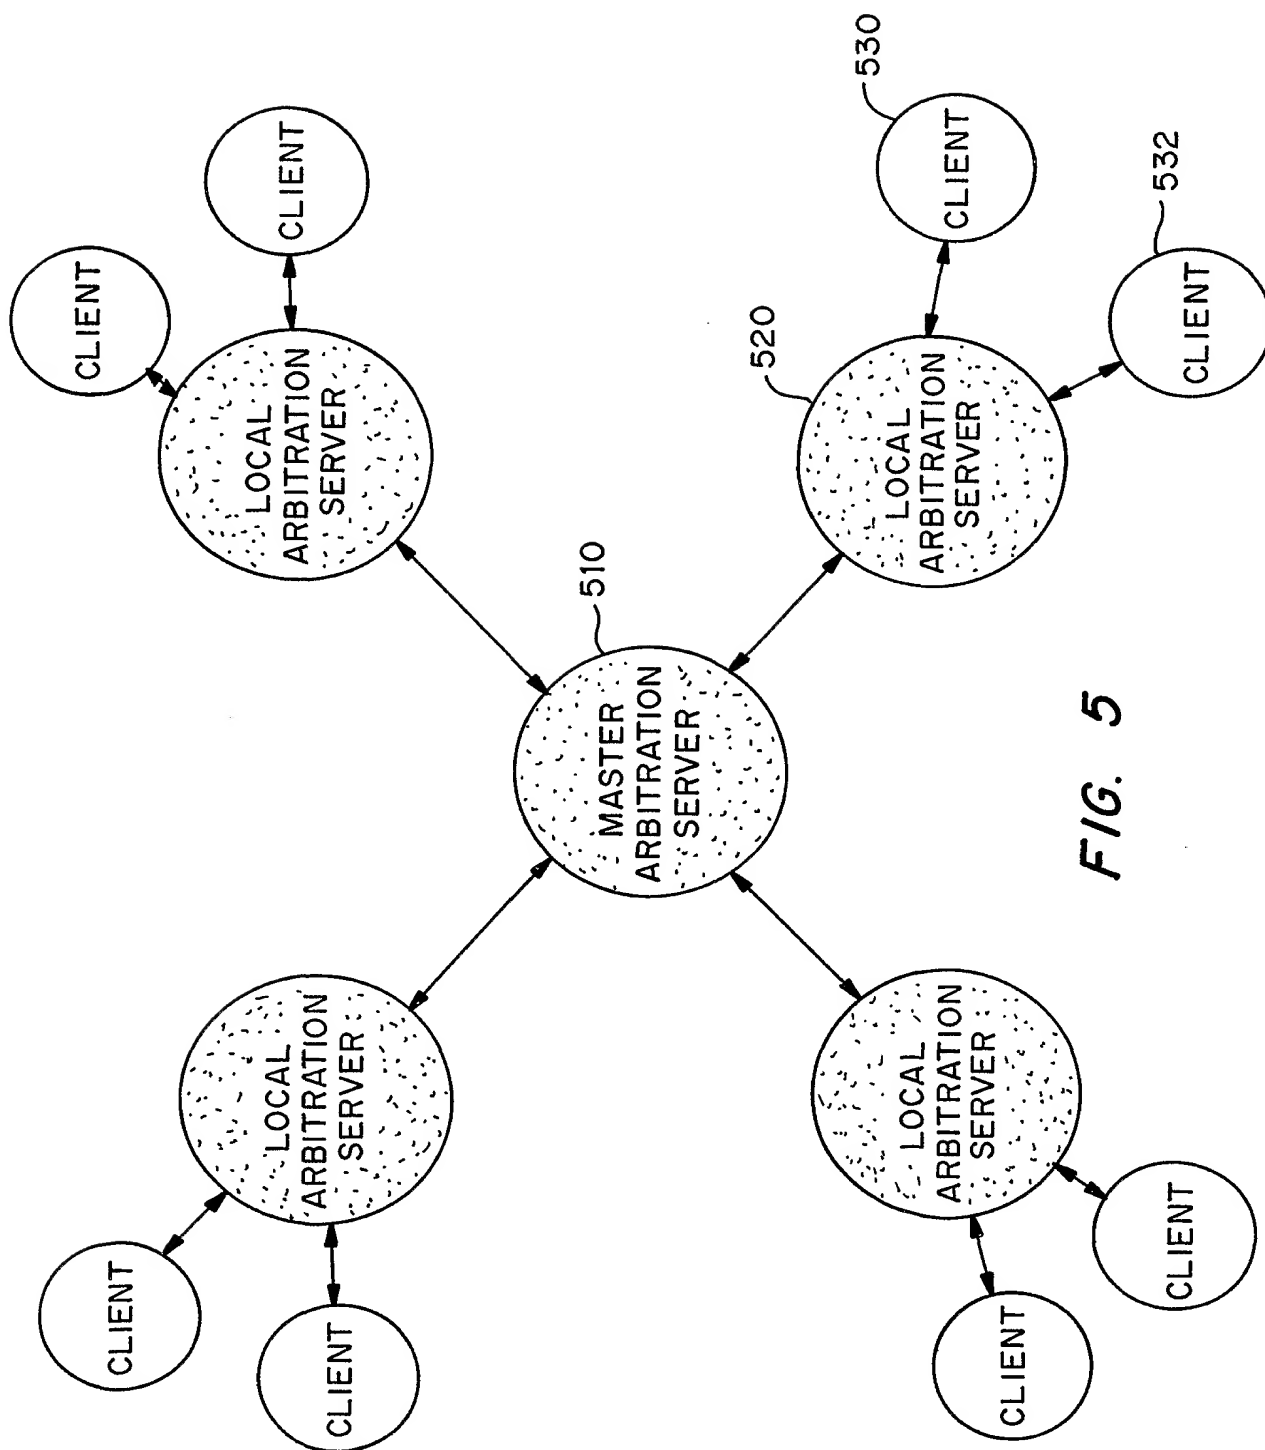 CLIENT
CLIENT
LOCAL
ARBITRATION
SERVER
LOCAL
ARBITRATION
SERVER
CLIENT
CLIENT
MASTER
ARBITRATION
SERVER
510
CLIENT
CLIENT
LOCAL
ARBITRATION
SERVER
LOCAL
ARBITRATION
SERVER
520
CLIENT
530
CLIENT
532
FIG. 5